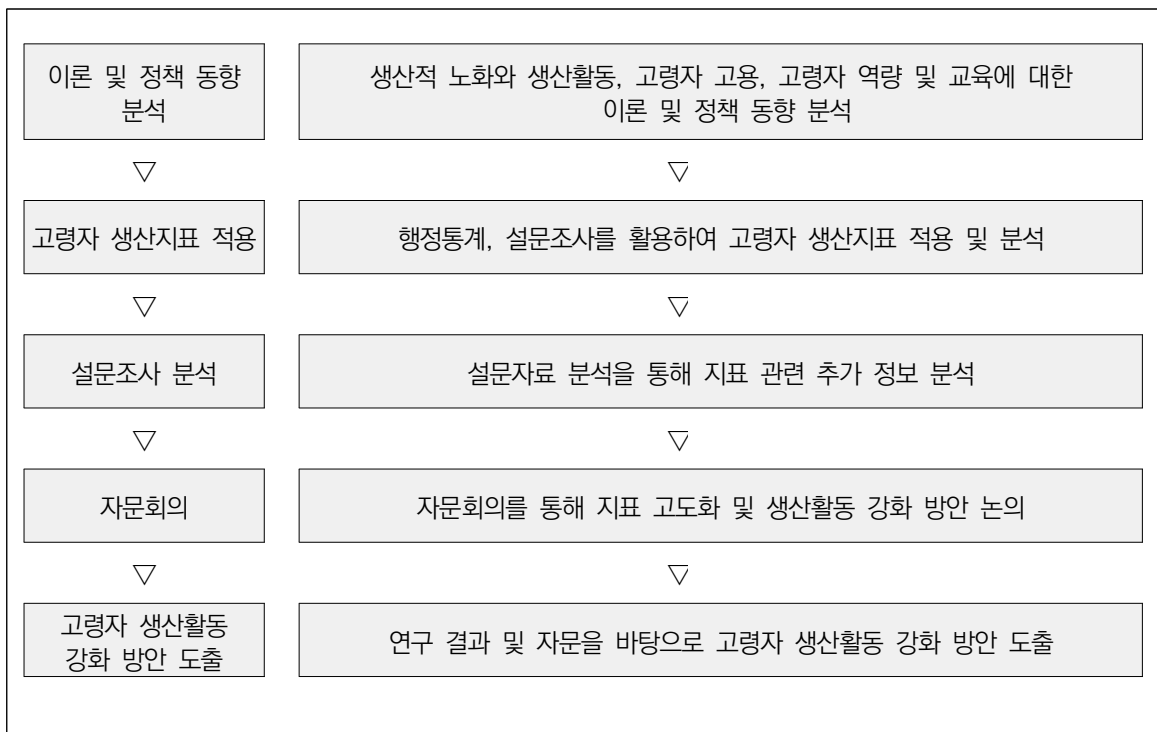 이론 및 정책 동향
분석
생산적 노화와 생산활동, 고령자 고용, 고령자 역량 및 교육에 대한
이론 및 정책 동향 분석
▽
▽
고령자 생산지표 적용
행정통계, 설문조사를 활용하여 고령자 생산지표 적용 및 분석
▽
▽
설문조사 분석
설문자료 분석을 통해 지표 관련 추가 정보 분석
▽
▽
자문회의
자문회의를 통해 지표 고도화 및 생산활동 강화 방안 논의
▽
▽
고령자 생산활동
강화 방안 도출
연구 결과 및 자문을 바탕으로 고령자 생산활동 강화 방안 도출